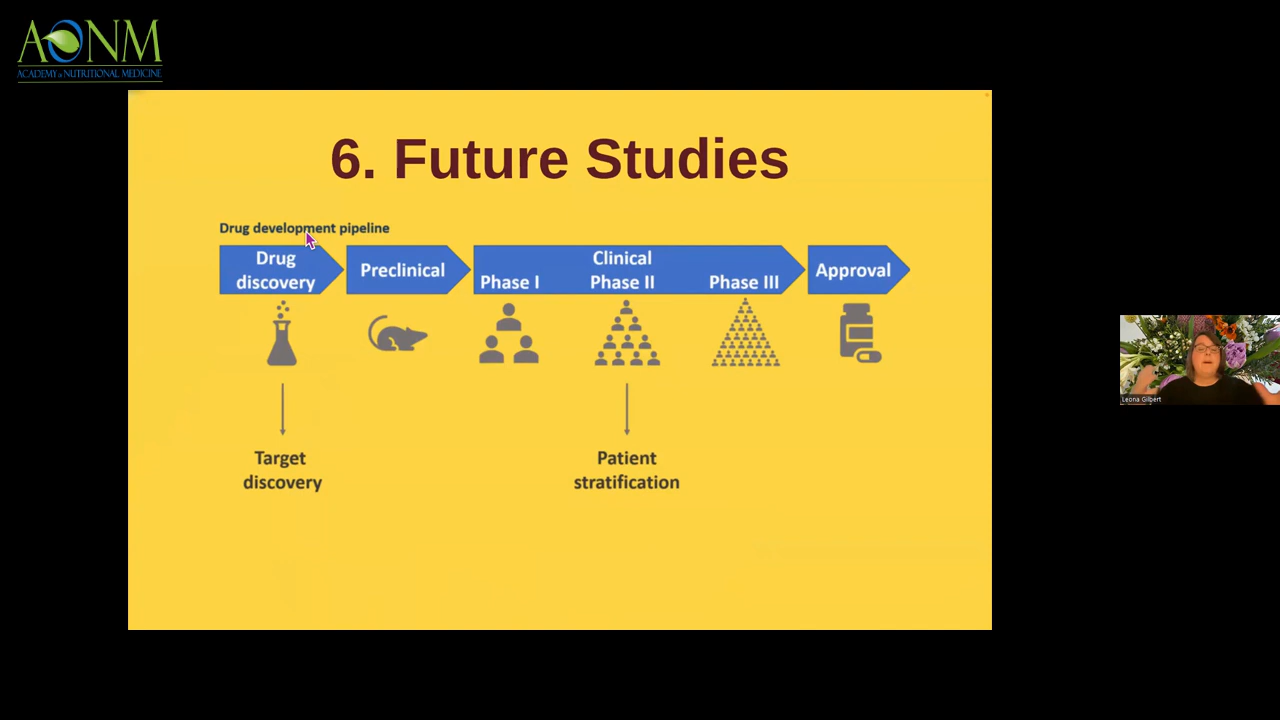 AONM
ACADEMY of NUTRITIONAL MEDICINE
6. Future Studies
Drug development pipeline
Drug
discovery
Preclinical
Clinical
Phase I Phase II Phase III
Approval
Target
discovery
Patient
stratification
Leona Gilbert